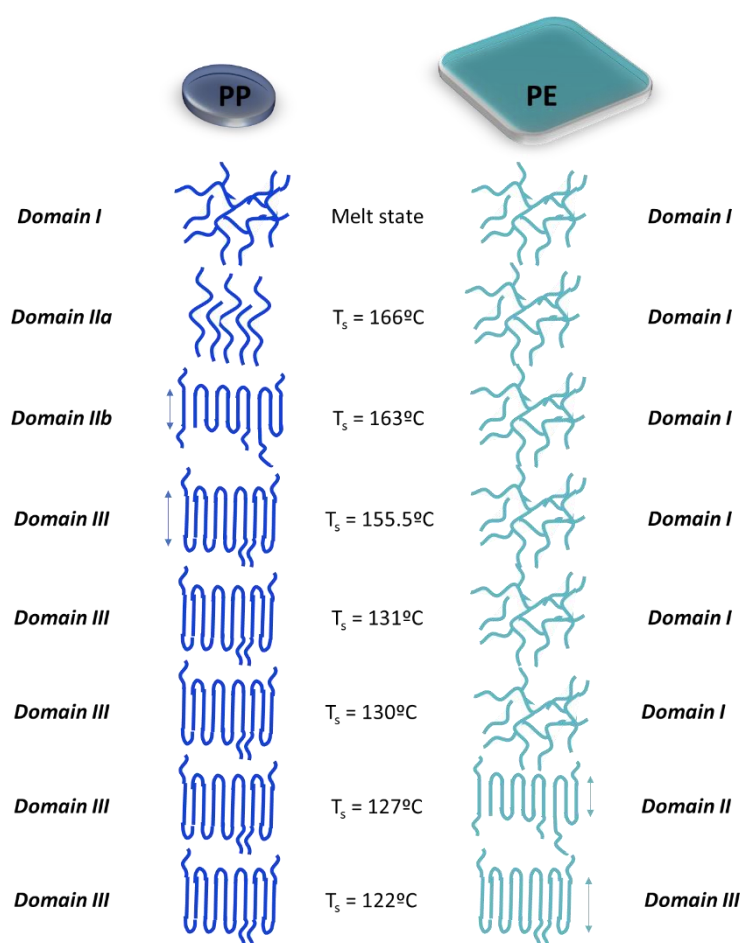 PP PE
Domain I Melt state Domain I
Domain IIa Tₛ = 166ºC Domain I
Domain IIb Tₛ = 163ºC Domain I
Domain III Tₛ = 155.5ºC Domain I
Domain III Tₛ = 131ºC Domain I
Domain III Tₛ = 130ºC Domain I
Domain III Tₛ = 127ºC Domain II
Domain III Tₛ = 122ºC Domain III